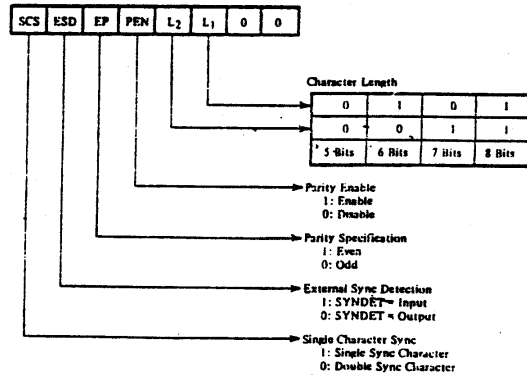 SCS ESD EP PEN L2 L1 0 0
Character Length
0 1 0 1
0 0 1 1
5 Bits 6 Bits 7 Bits 8 Bits
Parity Enable
1: Enable
0: Disable
Parity Specification
1: Even
0: Odd
External Sync Detection
1: SYNDET = Input
0: SYNDET = Output
Single Character Sync
1: Single Sync Character
0: Double Sync Character